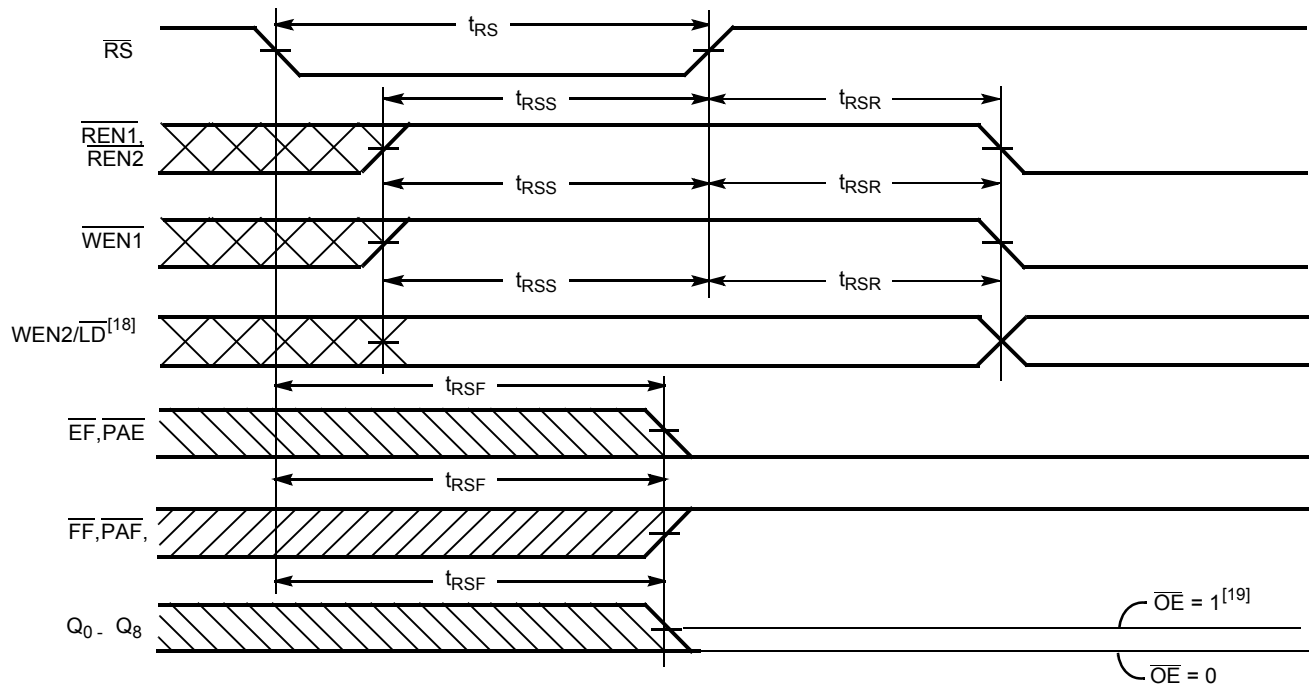 tRS
RS
tRSS tRSR
REN1,
REN2
tRSS tRSR
WEN1
tRSS tRSR
WEN2/LD[18]
tRSF
EF,PAE
tRSF
FF,PAF,
tRSF
OE = 1[19]
Q0 - Q8
OE = 0